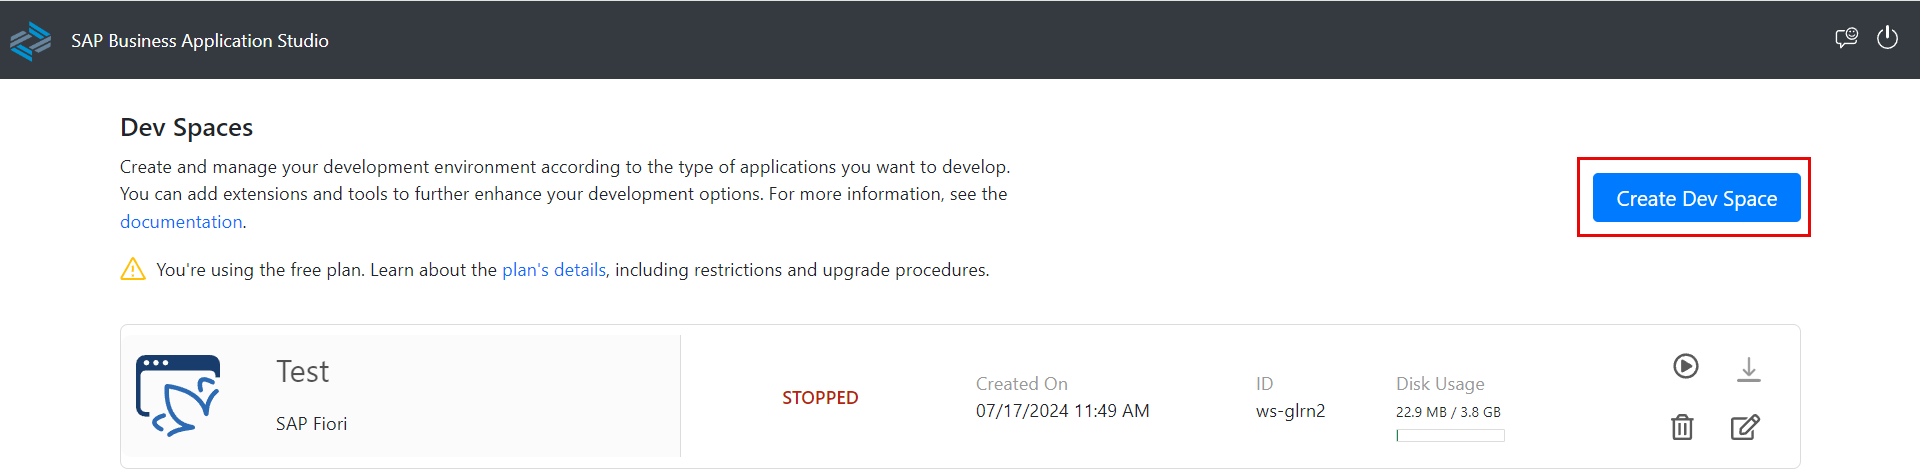 SAP Business Application Studio
Dev Spaces
Create and manage your development environment according to the type of applications you want to develop.
You can add extensions and tools to further enhance your development options. For more information, see the
documentation.
Create Dev Space
You're using the free plan. Learn about the plan's details, including restrictions and upgrade procedures.
Test
SAP Fiori
STOPPED
Created On
07/17/2024 11:49 AM
ID
ws-glrn2
Disk Usage
22.9 MB / 3.8 GB